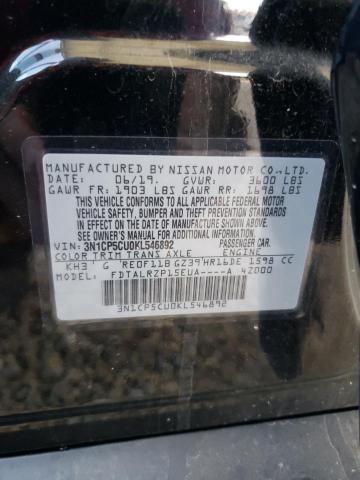 MANUFACTURED BY NISSAN MOTOR CO.,LTD.
DATE: 06/19. GVWR: 3600 LBS
GAWR FR: 1903 LBS GAWR RR: 1698 LBS
THIS VEHICLE CONFORMS TO ALL APPLICABLE
FEDERAL MOTOR VEHICLE SAFETY, BUMPER,
AND THEFT PREVENTION STANDARDS IN EFFECT ON
THE DATE OF MANUFACTURE SHOWN ABOVE.
SEE OWNER'S MANUAL FOR ADDITIONAL INFORMATION.
VIN: 3N1CP5CU0KL546892 PASSENGER CAR.
COLOR TRIM TRANS AXLE ENGINE
KH3 G RE0F11B GZ39 HR16DE 1598 CC
MODEL: FDTALRZP15EUA----A 42000
3N1CP5CU0KL546892